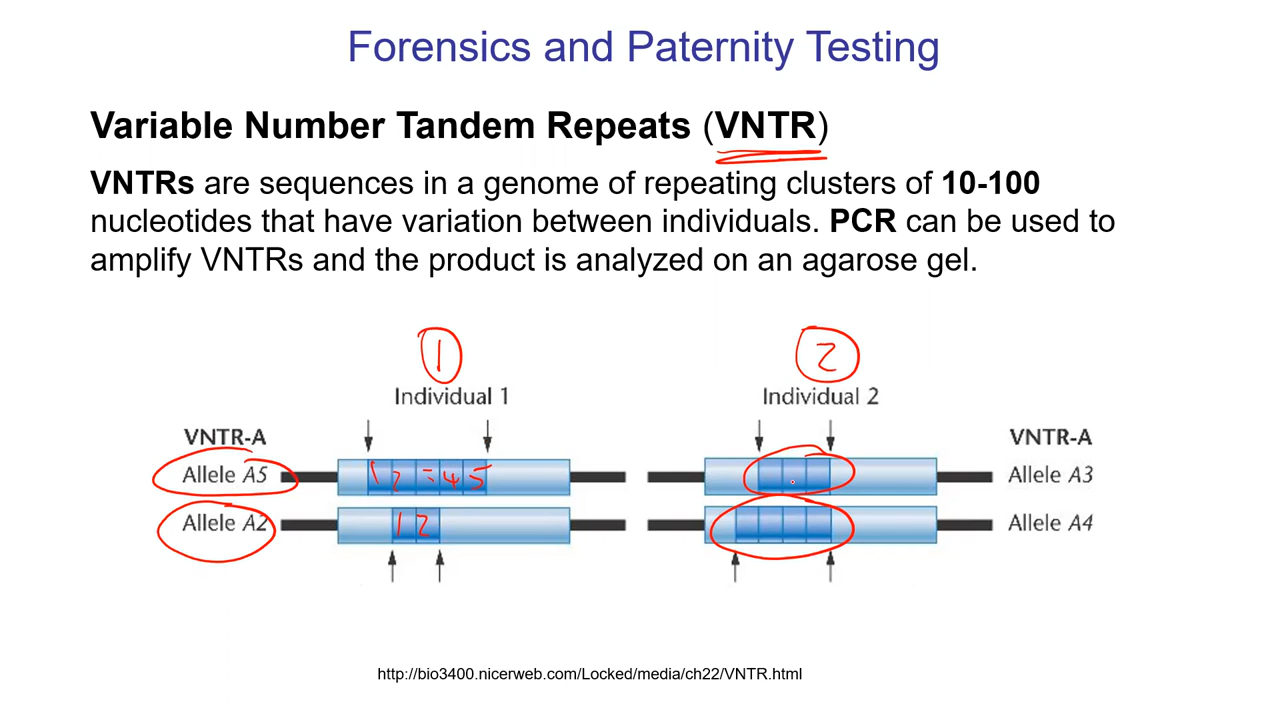 Forensics and Paternity Testing
Variable Number Tandem Repeats (VNTR)
VNTRs are sequences in a genome of repeating clusters of 10-100
nucleotides that have variation between individuals. PCR can be used to
amplify VNTRs and the product is analyzed on an agarose gel.
1
2
Individual 1
Individual 2
VNTR-A
VNTR-A
Allele A5
1 2 = 4 5
Allele A3
Allele A2
1 2
Allele A4
http://bio3400.nicerweb.com/Locked/media/ch22/VNTR.html